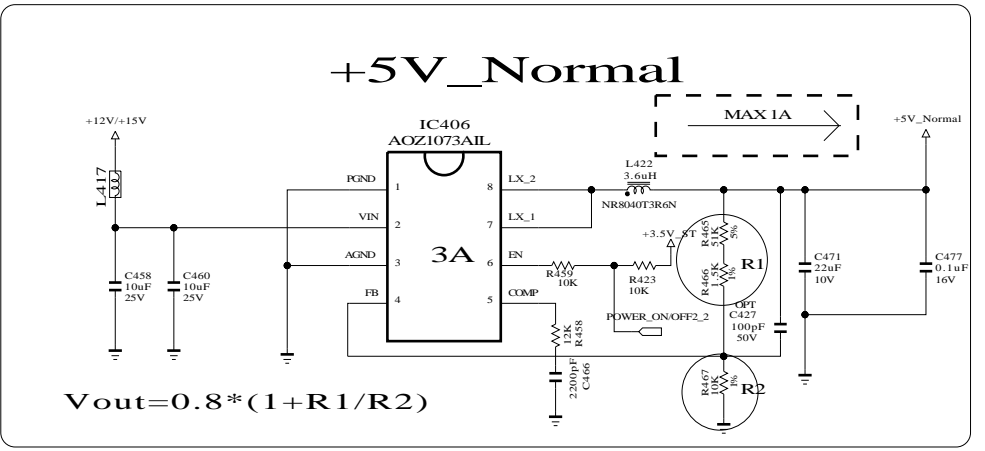 +5V_Normal
MAX 1A
+12V/+15V
+5V_Normal
IC406
AOZ1073AIL
L417
L422
3.6uH
NR8040T3R6N
PGND
1
8
LX_2
VIN
2
7
LX_1
3A
AGND
3
6
EN
FB
4
5
COMP
+3.5V_ST
R459
10K
R423
10K
POWER_ON/OFF2_2
R465
51K
5%
R466
1.5K
1%
R1
OPT
C427
100pF
50V
C458
10uF
25V
C460
10uF
25V
C471
22uF
10V
C477
0.1uF
16V
12K
R458
2200pF
C466
R467
10K
1%
R2
Vout=0.8*(1+R1/R2)